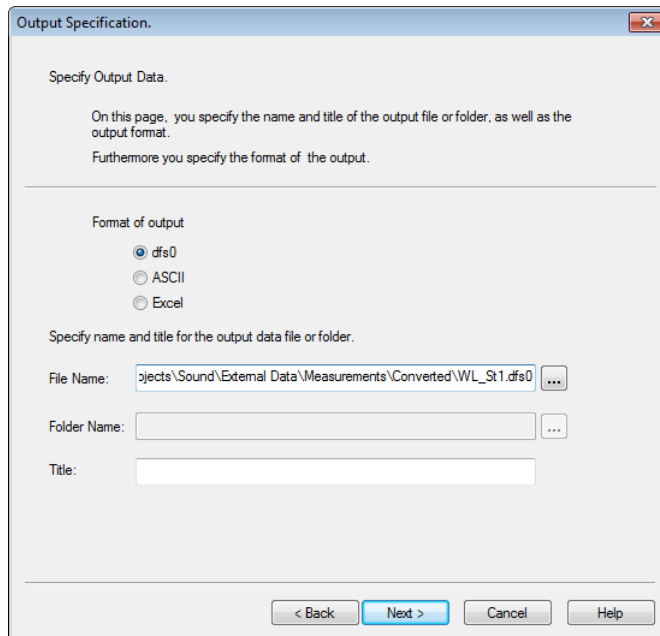 Output Specification.
Specify Output Data.
On this page, you specify the name and title of the output file or folder, as well as the
output format.
Furthermore you specify the format of the output.
Format of output
dfs0
ASCII
Excel
Specify name and title for the output data file or folder.
File Name: ojects\Sound\External Data\Measurements\Converted\WL_St1.dfs0 ...
Folder Name: ...
Title:
< Back Next > Cancel Help